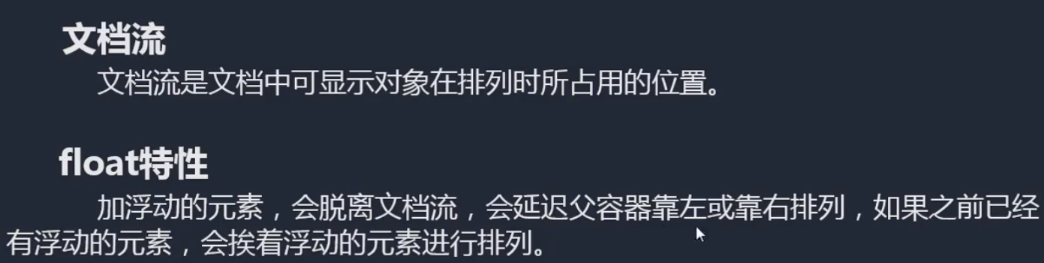 文档流
文档流是文档中可显示对象在排列时所占用的位置。
float特性
加浮动的元素，会脱离文档流，会延迟父容器靠左或靠右排列，如果之前已经
有浮动的元素，会挨着浮动的元素进行排列。